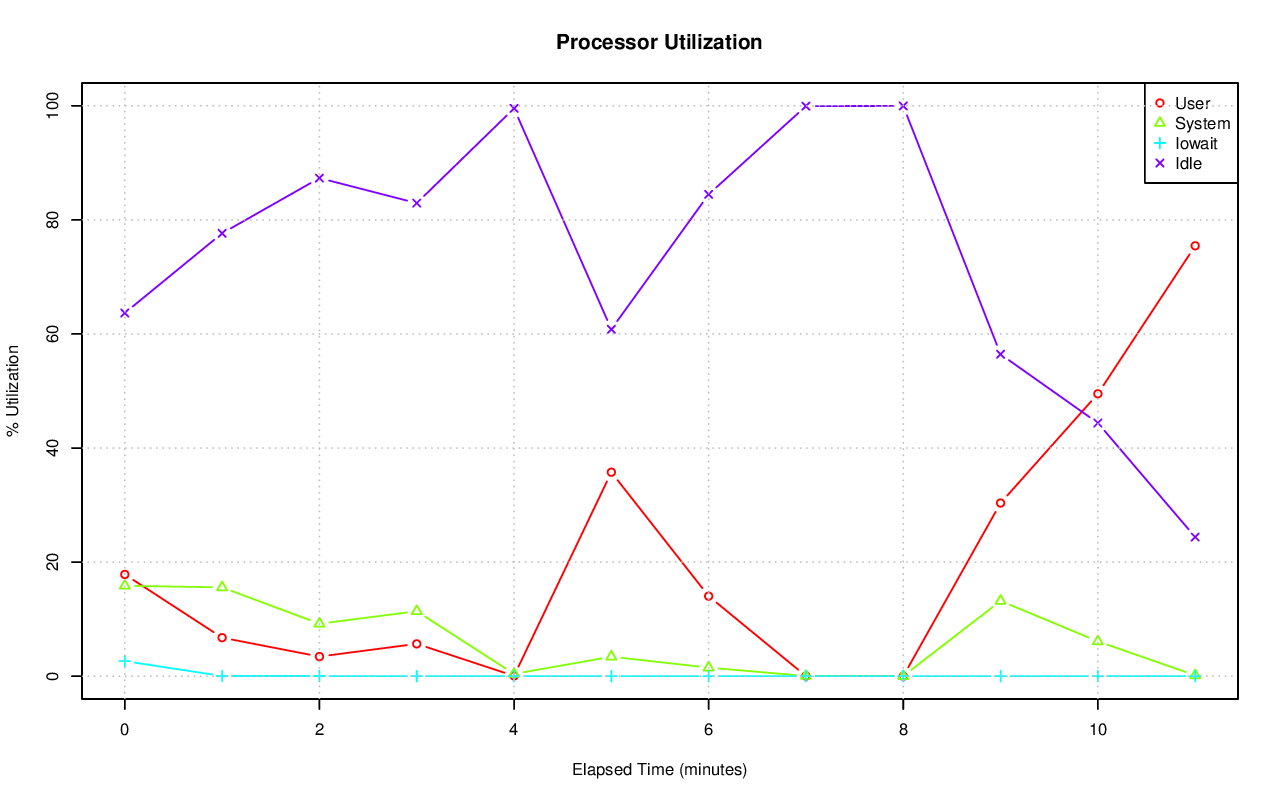 Processor Utilization
User
System
Iowait
Idle
% Utilization
100
80
60
40
20
0
0 2 4 6 8 10
Elapsed Time (minutes)